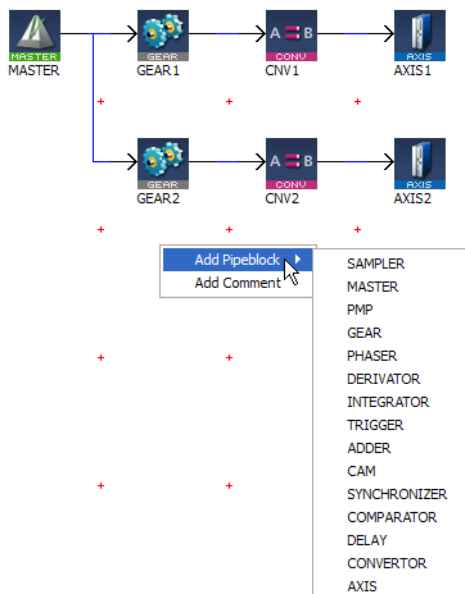 A B
MASTER GEAR CONV AXIS
MASTER GEAR1 CNV1 AXIS1
A B
GEAR CONV AXIS
GEAR2 CNV2 AXIS2
Add Pipeblock
Add Comment
SAMPLER
MASTER
PMP
GEAR
PHASER
DERIVATOR
INTEGRATOR
TRIGGER
ADDER
CAM
SYNCHRONIZER
COMPARATOR
DELAY
CONVERTOR
AXIS